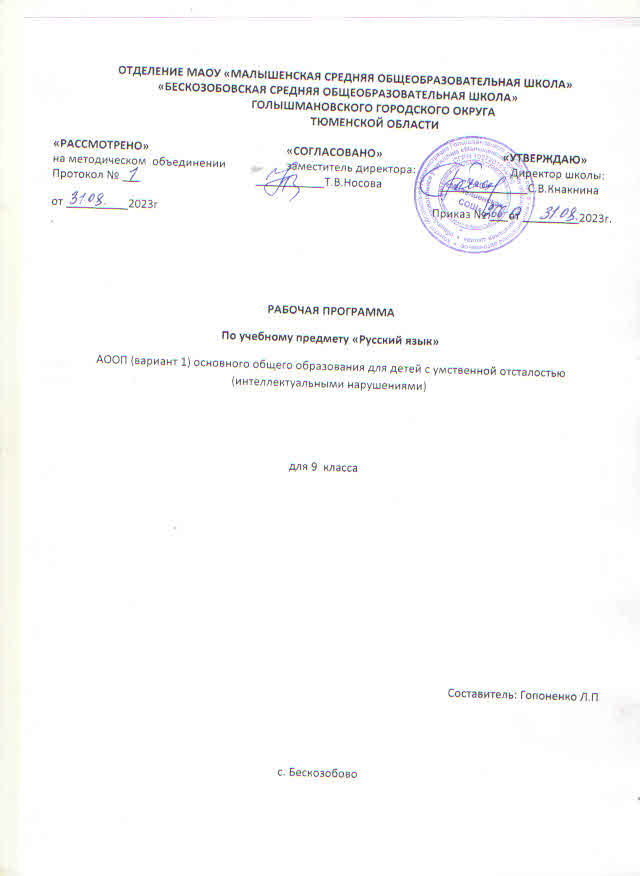 ОТДЕЛЕНИЕ МАОУ «МАЛЫШЕНСКАЯ СРЕДНЯЯ ОБЩЕОБРАЗОВАТЕЛЬНАЯ ШКОЛА»
«БЕСКОЗОБОВСКАЯ СРЕДНЯЯ ОБЩЕОБРАЗОВАТЕЛЬНАЯ ШКОЛА»
ГОЛЫШМАНОВСКОГО ГОРОДСКОГО ОКРУГА
ТЮМЕНСКОЙ ОБЛАСТИ
«РАССМОТРЕНО»
на методическом объединении
Протокол № 1
от 31.08. 2023г
«СОГЛАСОВАНО»
заместитель директора:
Т.В.Носова
«УТВЕРЖДАЮ»
Директор школы:
С.В.Кнакнина
Приказ № от 31.08. 2023г.
РАБОЧАЯ ПРОГРАММА
По учебному предмету «Русский язык»
АООП (вариант 1) основного общего образования для детей с умственной отсталостью
(интеллектуальными нарушениями)
для 9 класса
Составитель: Гопоненко Л.П
с. Бескозобово